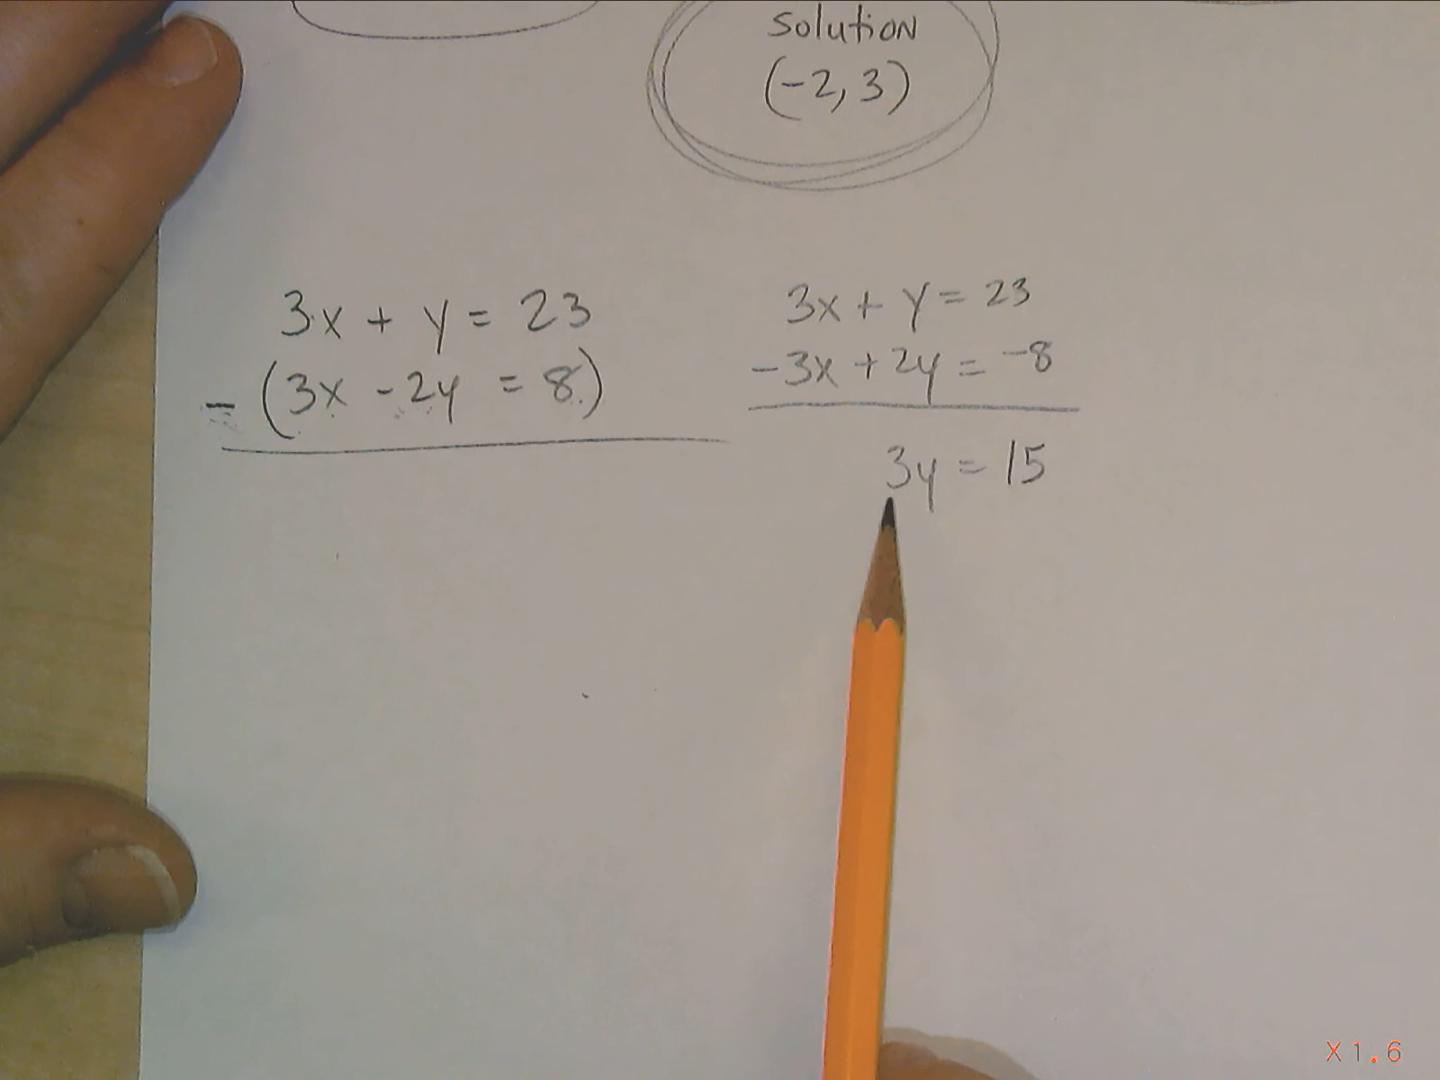 Solution
(-2, 3)
3x + y = 23
- (3x - 2y = 8)
3x + y = 23
-3x + 2y = -8
3y = 15
X1.6